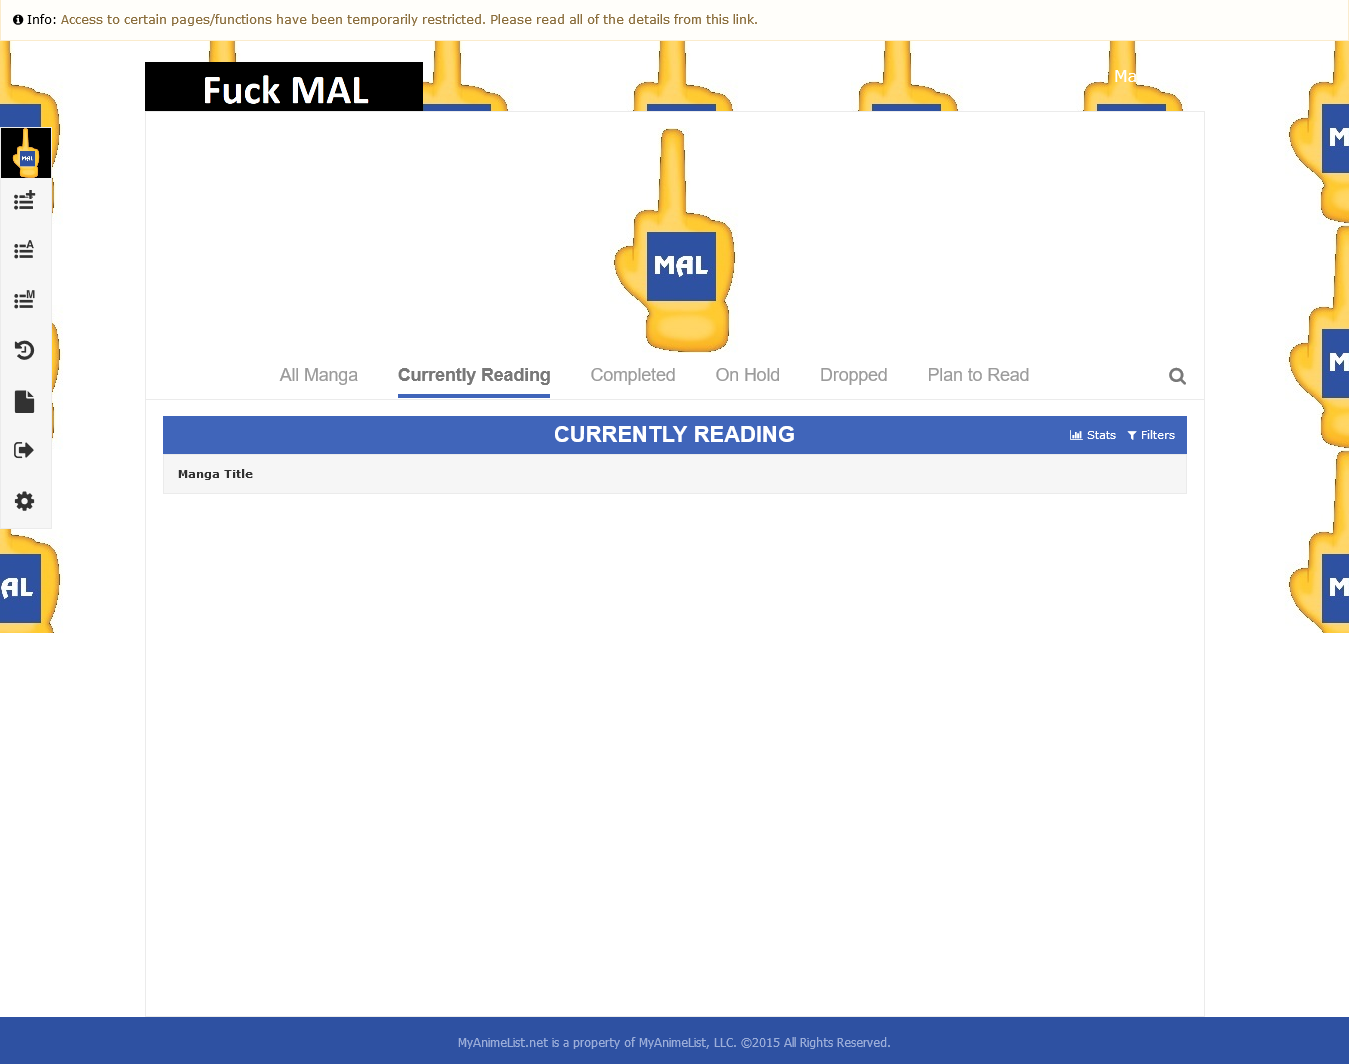 Info: Access to certain pages/functions have been temporarily restricted. Please read all of the details from this link.
Fuck MAL
MAL
MAL
All Manga Currently Reading Completed On Hold Dropped Plan to Read
CURRENTLY READING Stats Filters
Manga Title
AL
MyAnimeList.net is a property of MyAnimeList, LLC. ©2015 All Rights Reserved.